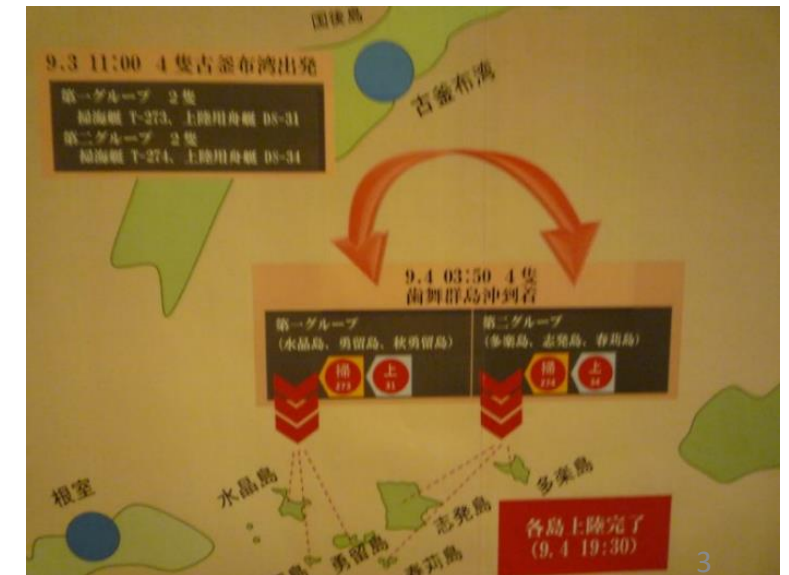 国後島
9.3 11:00 4隻古釜布湾出発
第一グループ 2隻
掃海艇 T-273、上陸用舟艇 DS-31
第二グループ 2隻
掃海艇 T-274、上陸用舟艇 DS-34
古釜布湾
9.4 03:50 4隻
歯舞群島沖到着
第一グループ
(水晶島、勇留島、秋勇留島)
掃
273
上
31
第二グループ
(多楽島、志発島、春苅島)
掃
274
上
34
根室
水晶島
勇留島
志発島
春苅島
多楽島
各島上陸完了
(9.4 19:30)
3